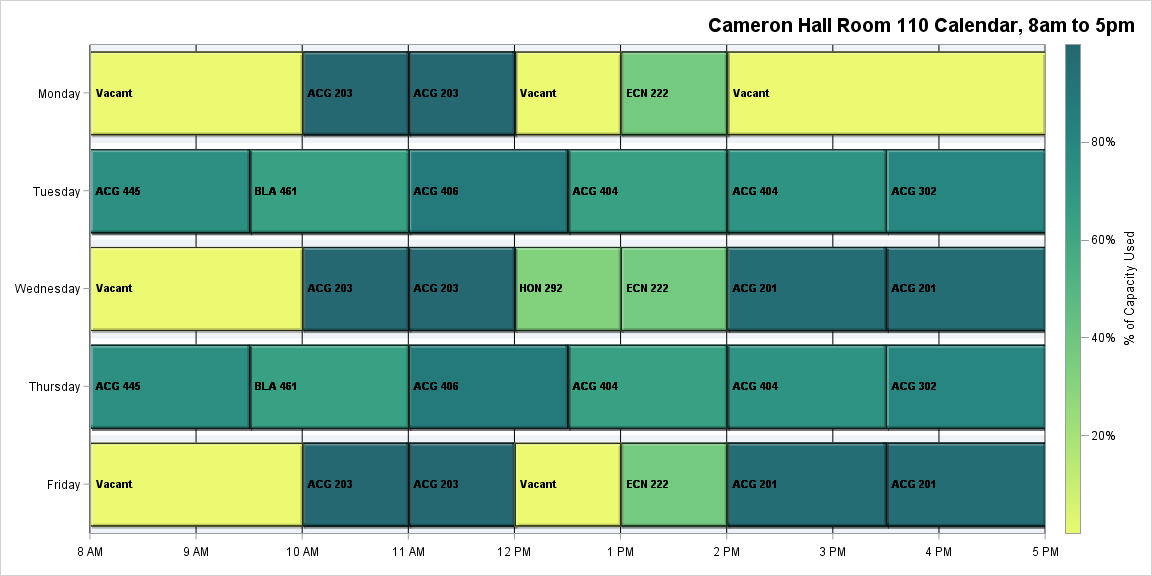 Cameron Hall Room 110 Calendar, 8am to 5pm
Monday
Vacant
ACG 203
ACG 203
Vacant
ECN 222
Vacant
Tuesday
ACG 445
BLA 461
ACG 406
ACG 404
ACG 404
ACG 302
Wednesday
Vacant
ACG 203
ACG 203
HON 292
ECN 222
ACG 201
ACG 201
Thursday
ACG 445
BLA 461
ACG 406
ACG 404
ACG 404
ACG 302
Friday
Vacant
ACG 203
ACG 203
Vacant
ECN 222
ACG 201
ACG 201
8 AM
9 AM
10 AM
11 AM
12 PM
1 PM
2 PM
3 PM
4 PM
5 PM
80%
60%
40%
20%
% of Capacity Used